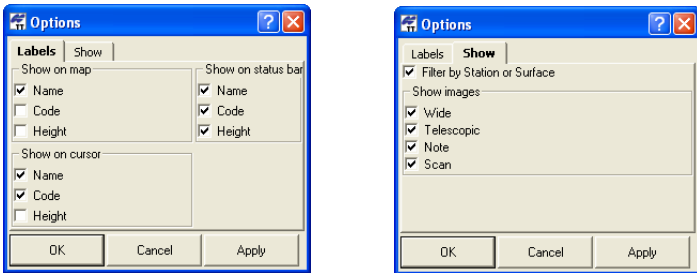 Options
Labels Show
Show on map
Name
Code
Height
Show on status bar
Name
Code
Height
Show on cursor
Name
Code
Height
OK Cancel Apply
Options
Labels Show
Filter by Station or Surface
Show images
Wide
Telescopic
Note
Scan
OK Cancel Apply